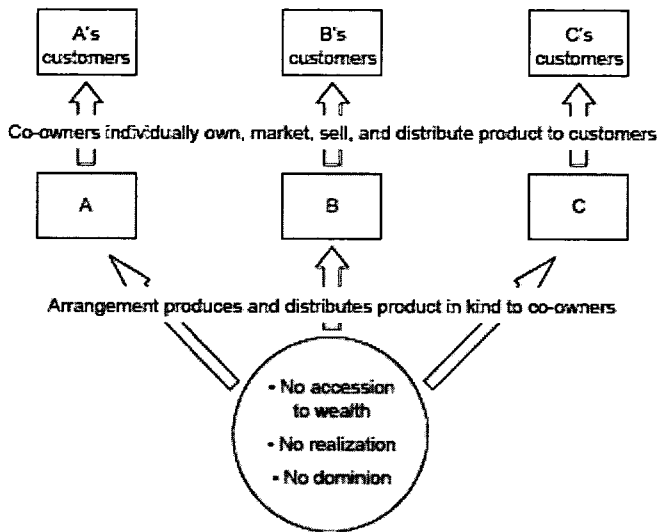 A's
customers
B's
customers
C's
customers
Co-owners individually own, market, sell, and distribute product to customers
A
B
C
Arrangement produces and distributes product in kind to co-owners
- No accession
to wealth
- No realization
- No dominion